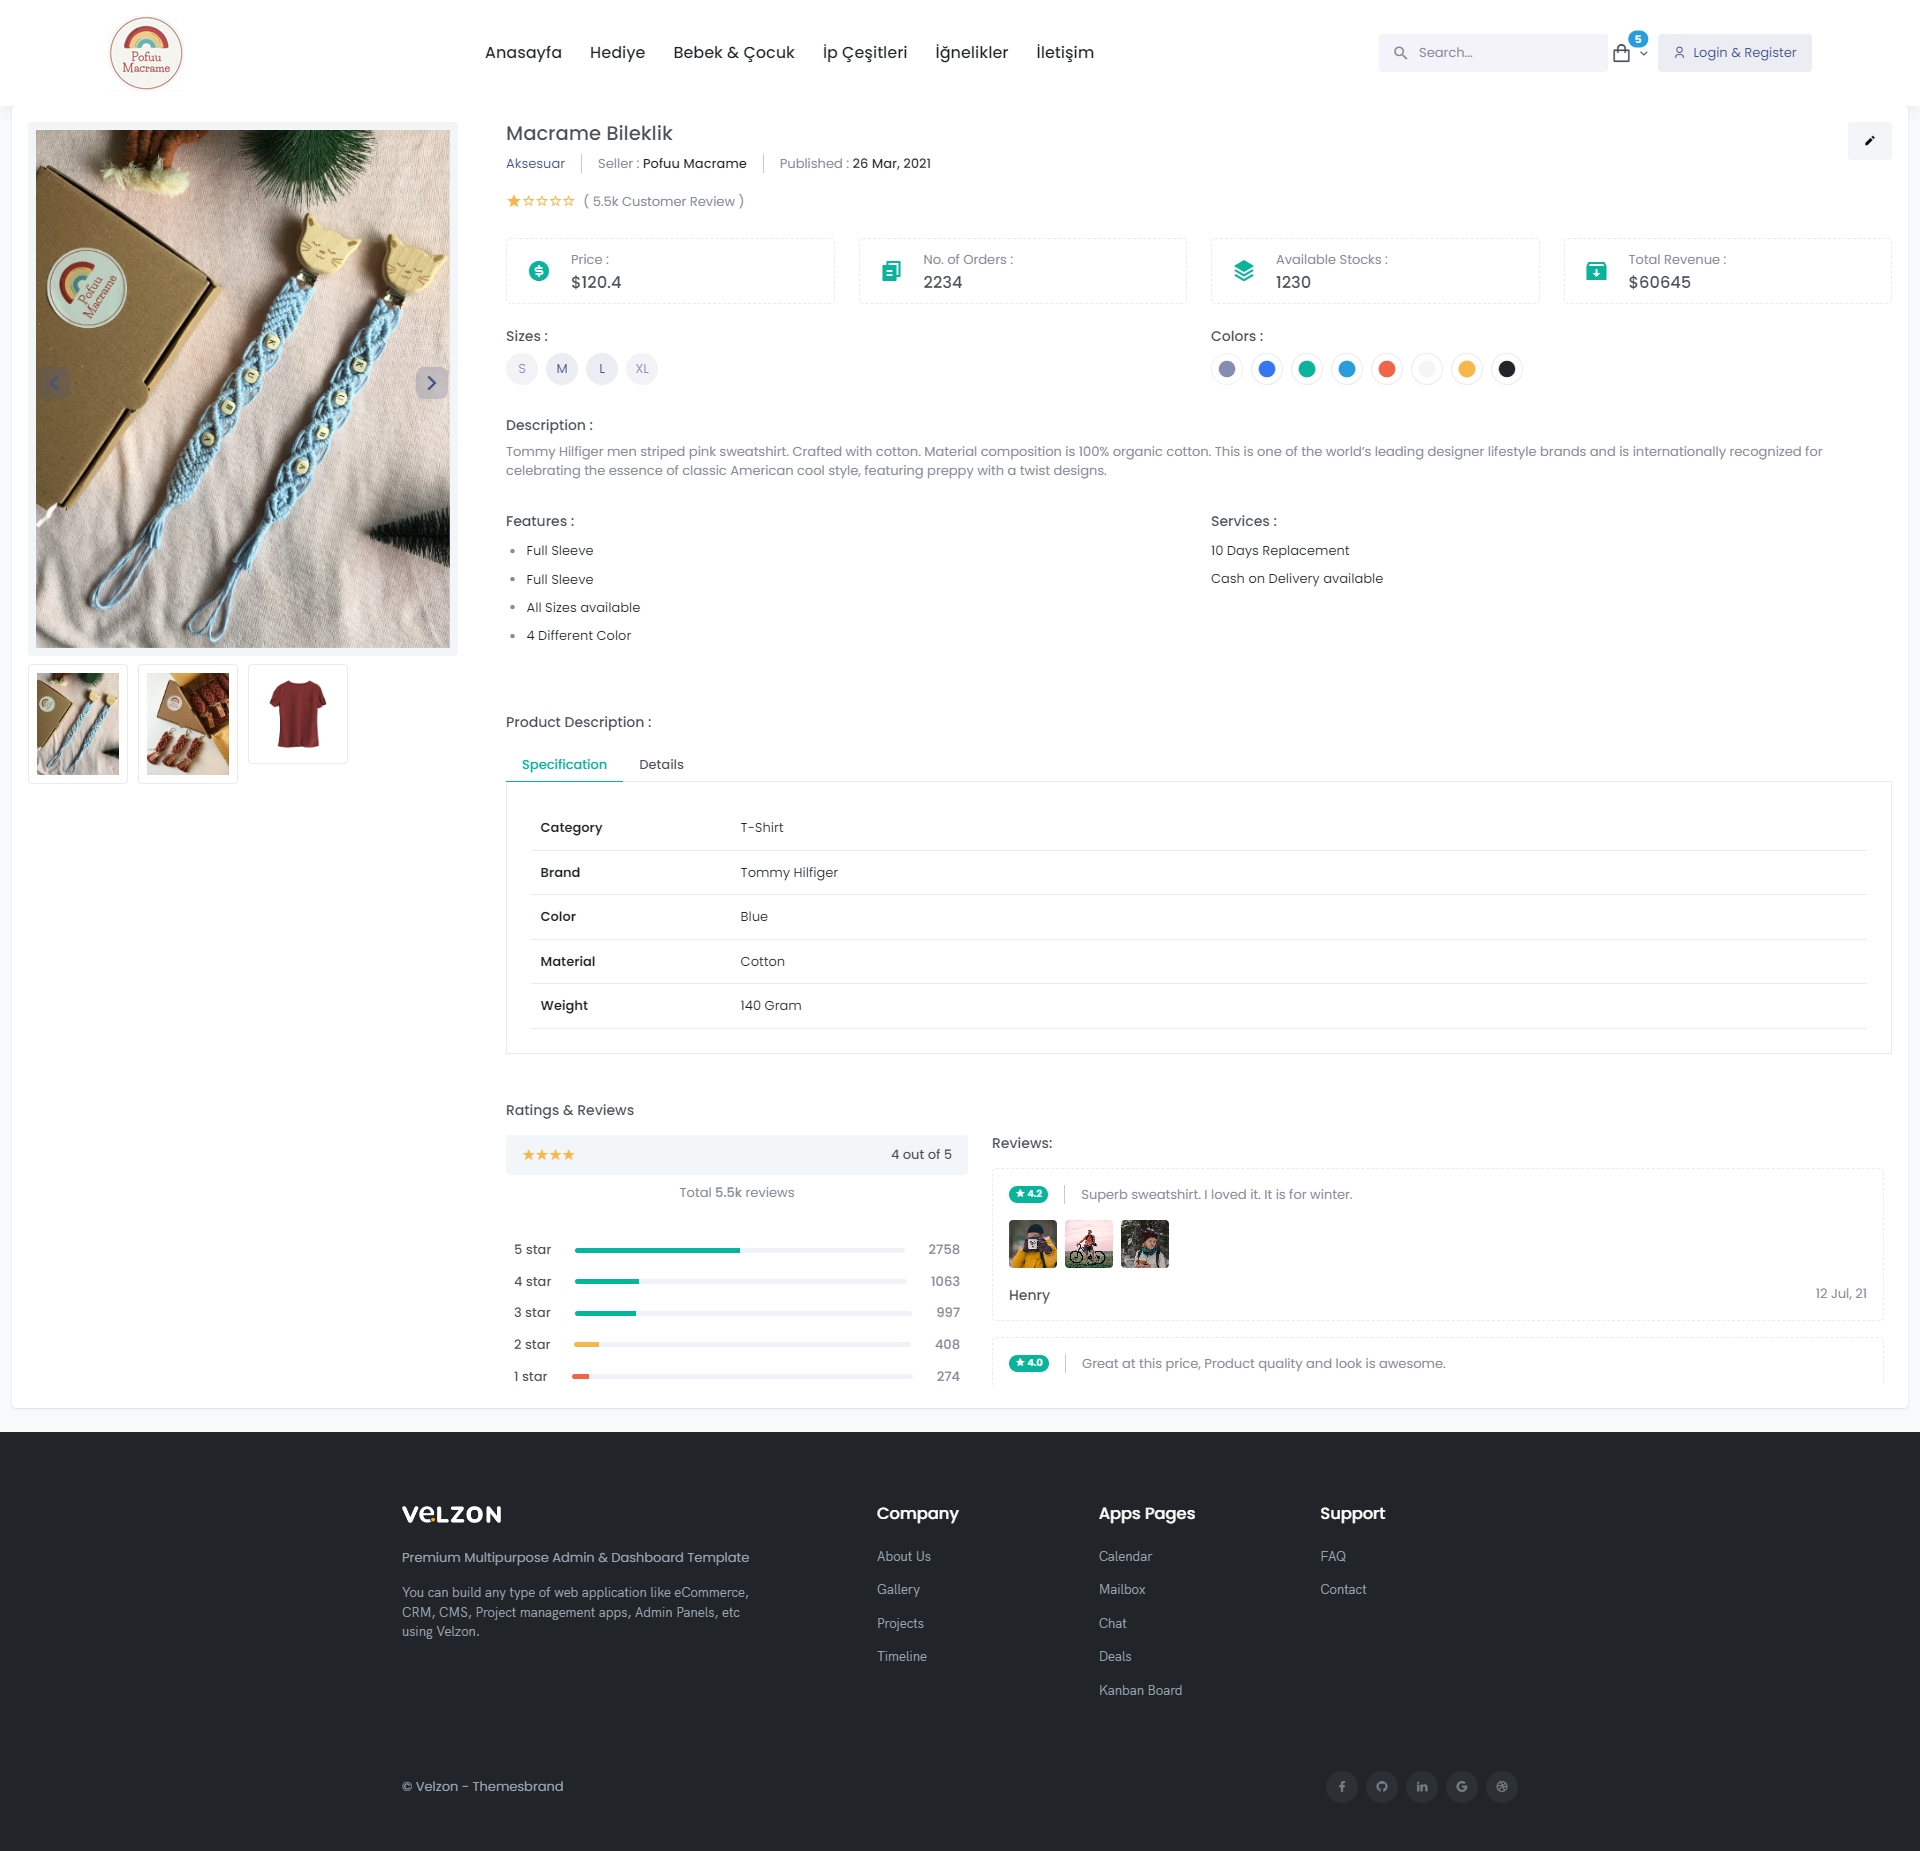 Pofuu
Macrame
Anasayfa
Hediye
Bebek & Çocuk
İp Çeşitleri
İğnelikler
İletişim
Search...
5
Login & Register
Pofuu
Macrame
Macrame Bileklik
Aksesuar
Seller : Pofuu Macrame
Published : 26 Mar, 2021
( 5.5k Customer Review )
Price :
$120.4
No. of Orders :
2234
Available Stocks :
1230
Total Revenue :
$60645
Sizes :
S
M
L
XL
Colors :
Description :
Tommy Hilfiger men striped pink sweatshirt. Crafted with cotton. Material composition is 100% organic cotton. This is one of the world’s leading designer lifestyle brands and is internationally recognized for
celebrating the essence of classic American cool style, featuring preppy with a twist designs.
Features :
Full Sleeve
Full Sleeve
All Sizes available
4 Different Color
Services :
10 Days Replacement
Cash on Delivery available
Product Description :
Specification
Details
Category T-Shirt
Brand Tommy Hilfiger
Color Blue
Material Cotton
Weight 140 Gram
Ratings & Reviews
4 out of 5
Total 5.5k reviews
5 star 2758
4 star 1063
3 star 997
2 star 408
1 star 274
Reviews:
4.2 Superb sweatshirt. I loved it. It is for winter.
Henry
12 Jul, 21
4.0 Great at this price, Product quality and look is awesome.
VELZON
Premium Multipurpose Admin & Dashboard Template
You can build any type of web application like eCommerce,
CRM, CMS, Project management apps, Admin Panels, etc
using Velzon.
Company
About Us
Gallery
Projects
Timeline
Apps Pages
Calendar
Mailbox
Chat
Deals
Kanban Board
Support
FAQ
Contact
© Velzon - Themesbrand